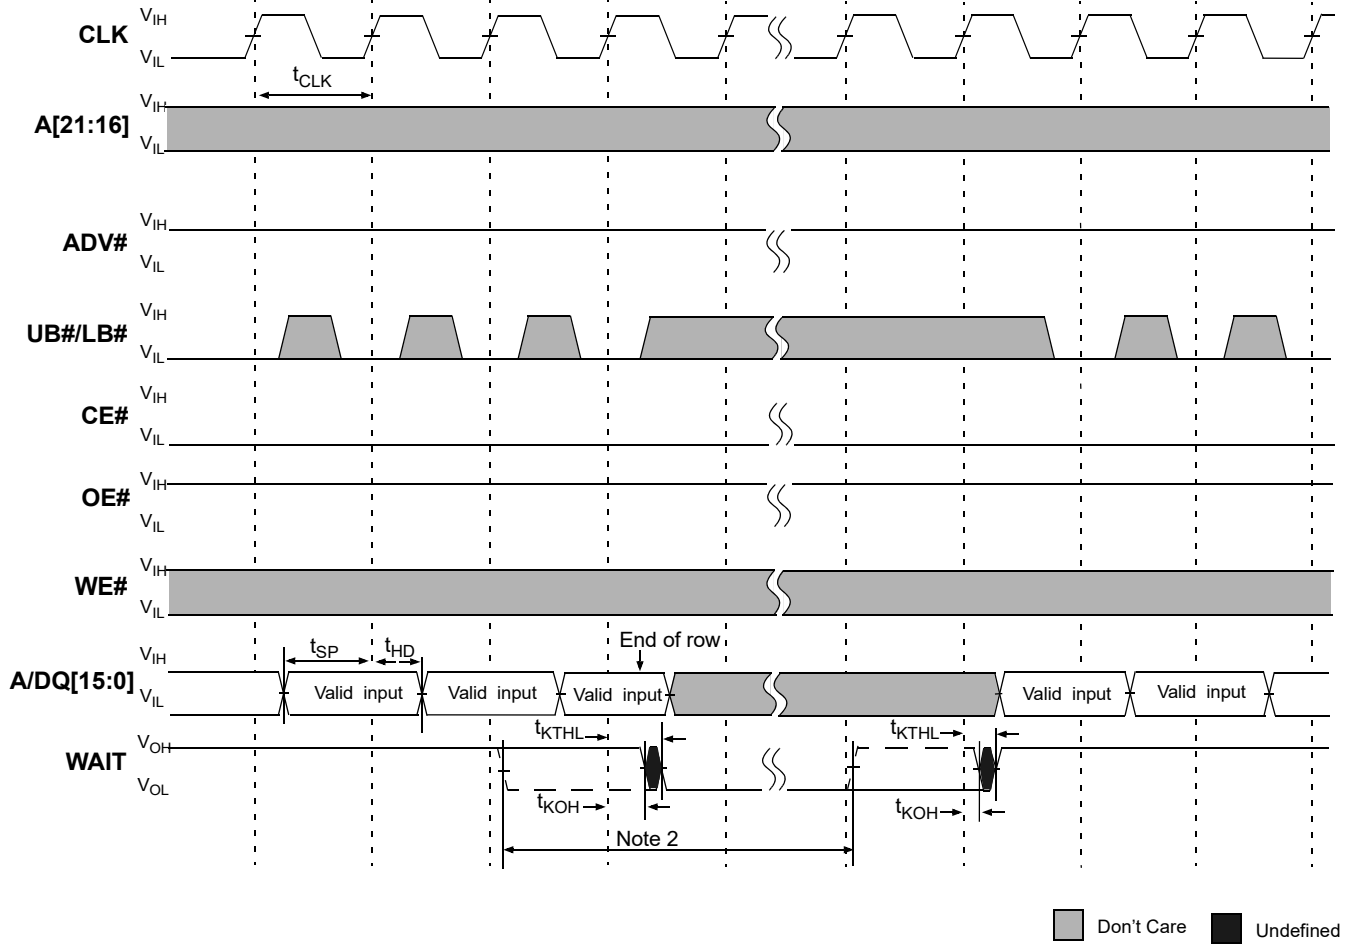 CLK
VIH
VIL
tCLK
A[21:16]
VIH
VIL
ADV#
VIH
VIL
UB#/LB#
VIH
VIL
CE#
VIH
VIL
OE#
VIH
VIL
WE#
VIH
VIL
A/DQ[15:0]
VIH
VIL
tSP
tHD
End of row
Valid input
Valid input
Valid input
Valid input
Valid input
WAIT
VOH
VOL
tKTHL
tKTHL
tKOH
tKOH
Note 2
Don't Care
Undefined